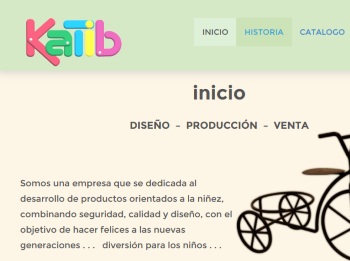 Katib
INICIO HISTORIA CATALOGO
inicio
DISEÑO – PRODUCCIÓN – VENTA
Somos una empresa que se dedicada al
desarrollo de productos orientados a la niñez,
combinando seguridad, calidad y diseño, con el
objetivo de hacer felices a las nuevas
generaciones . . .   diversión para los niños . . .